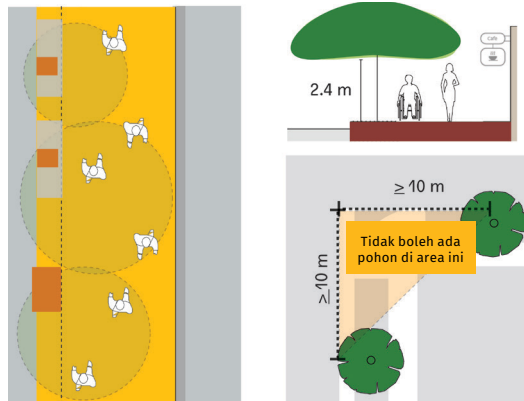 Cafe
2.4 m
≥ 10 m
≥ 10 m
Tidak boleh ada
pohon di area ini